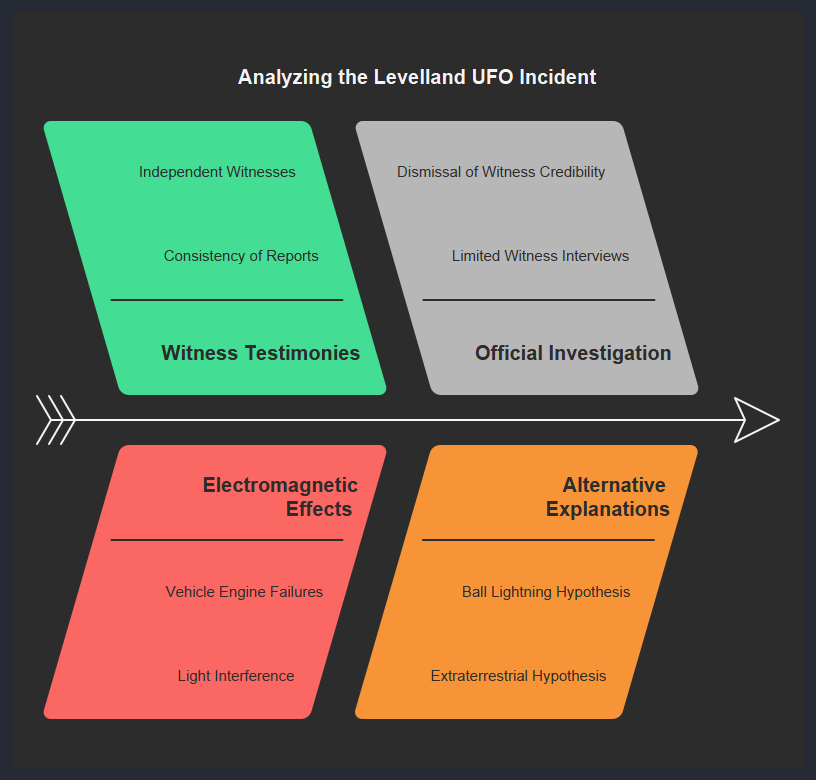 Analyzing the Levelland UFO Incident
Independent Witnesses
Consistency of Reports
Witness Testimonies
Dismissal of Witness Credibility
Limited Witness Interviews
Official Investigation
Electromagnetic
Effects
Vehicle Engine Failures
Light Interference
Alternative
Explanations
Ball Lightning Hypothesis
Extraterrestrial Hypothesis